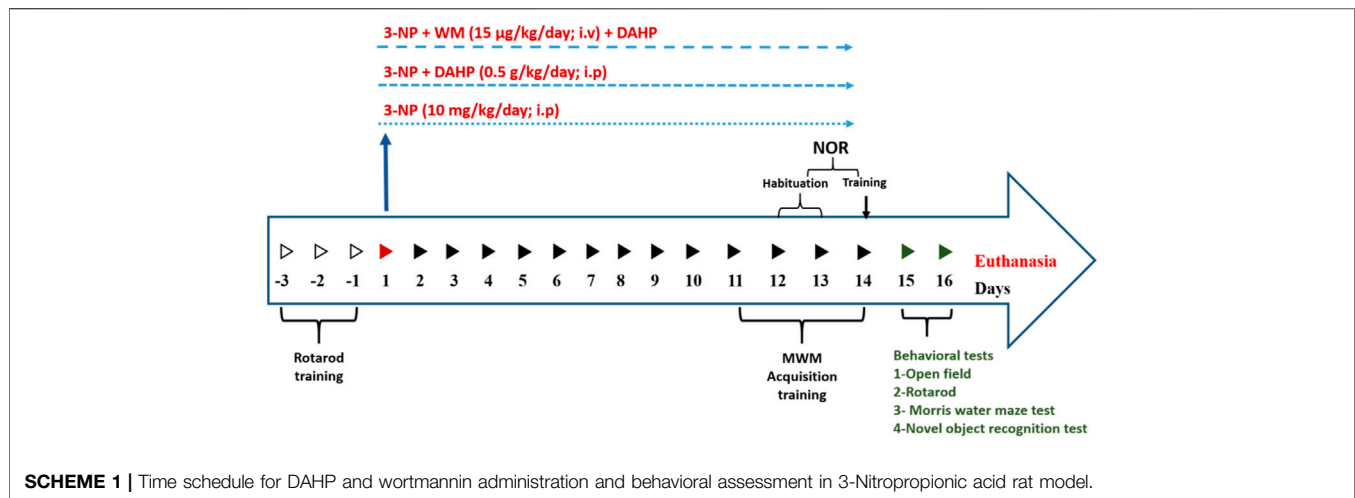 3-NP + WM (15 µg/kg/day; i.v) + DAHP
3-NP + DAHP (0.5 g/kg/day; i.p)
3-NP (10 mg/kg/day; i.p)
NOR
Habituation Training
-3 -2 -1 1 2 3 4 5 6 7 8 9 10 11 12 13 14 15 16
Euthanasia
Days
Rotarod
training
MWM
Acquisition
training
Behavioral tests
1-Open field
2-Rotarod
3- Morris water maze test
4-Novel object recognition test
SCHEME 1 | Time schedule for DAHP and wortmannin administration and behavioral assessment in 3-Nitropropionic acid rat model.